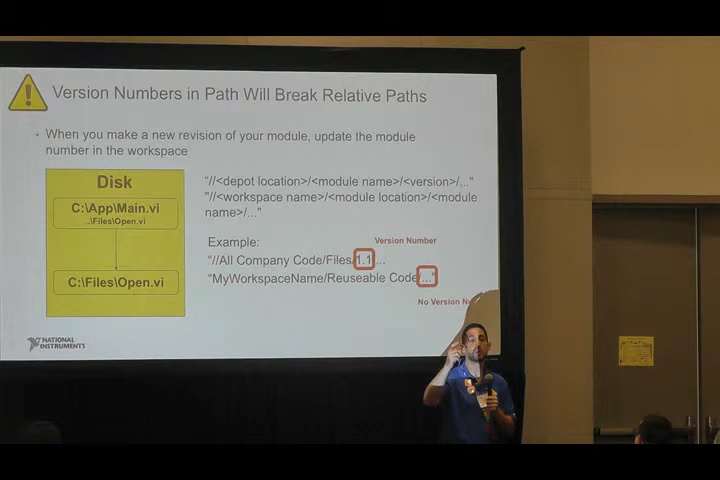 Version Numbers in Path Will Break Relative Paths
• When you make a new revision of your module, update the module
number in the workspace
Disk
C:\App\Main.vi
...\Files\Open.vi
C:\Files\Open.vi
"//<depot location>/<module name>/<version>/..."
"//<workspace name>/<module location>/<module
name>/..."
Example:
Version Number
"//All Company Code/Files/1.1/...
"MyWorkspaceName/Reuseable Code/..."
No Version
NATIONAL
INSTRUMENTS